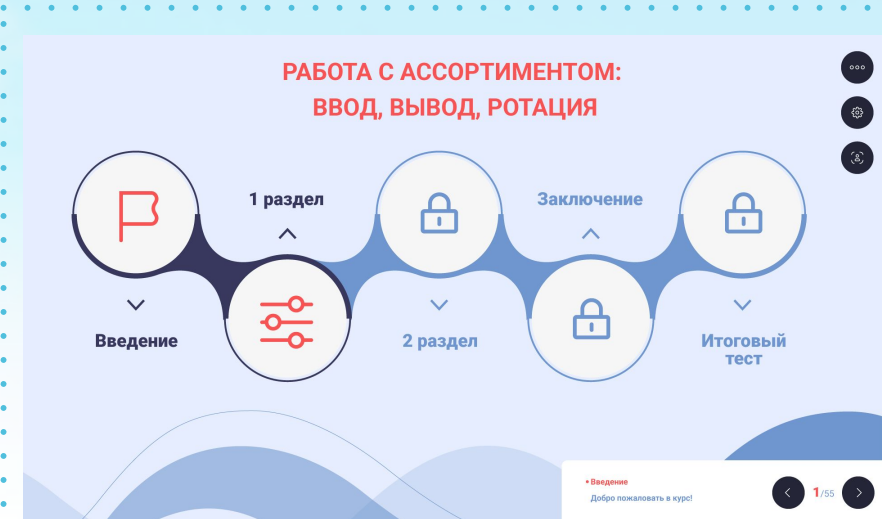 РАБОТА С АССОРТИМЕНТОМ:
ВВОД, ВЫВОД, РОТАЦИЯ
1 раздел
Заключение
Введение
2 раздел
Итоговый
тест
• Введение
Добро пожаловать в курс!
1/55